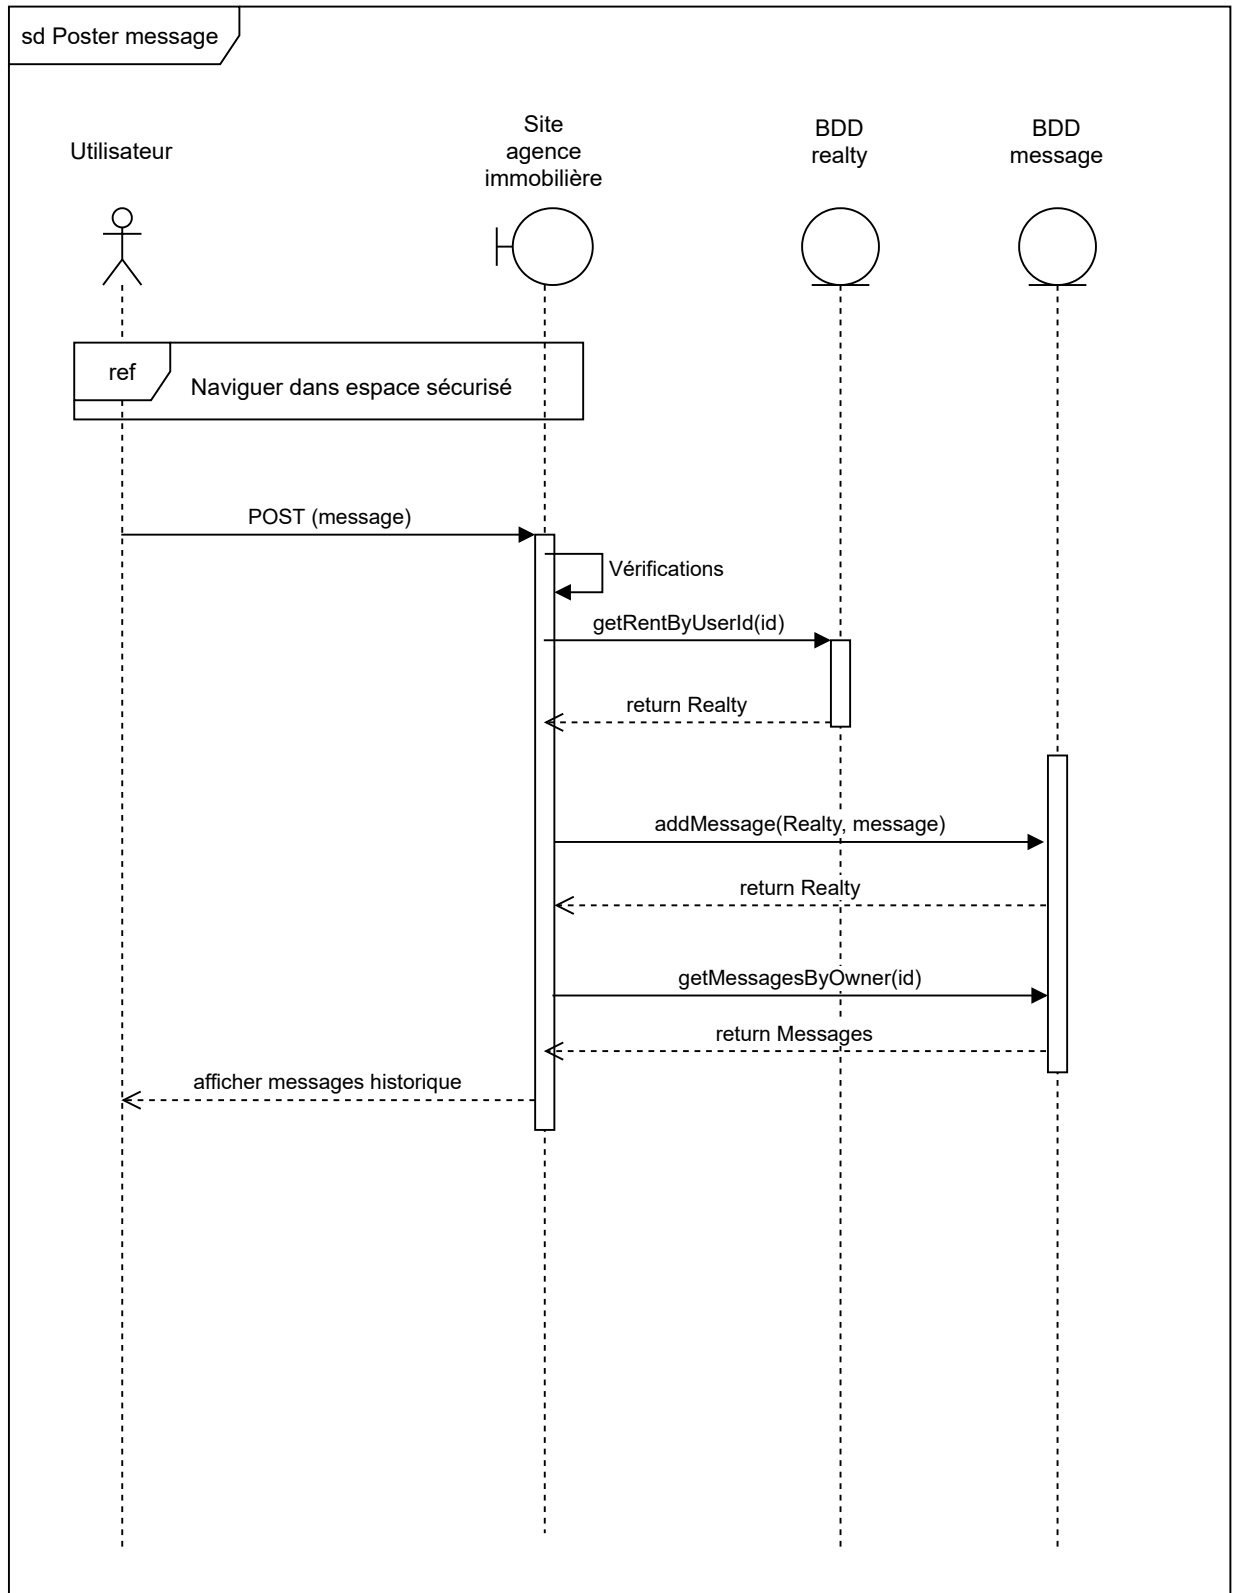 sd Poster message
Utilisateur
Site
agence
immobilière
BDD
realty
BDD
message
ref
Naviguer dans espace sécurisé
POST (message)
Vérifications
getRentByUserId(id)
return Realty
addMessage(Realty, message)
return Realty
getMessagesByOwner(id)
return Messages
afficher messages historique